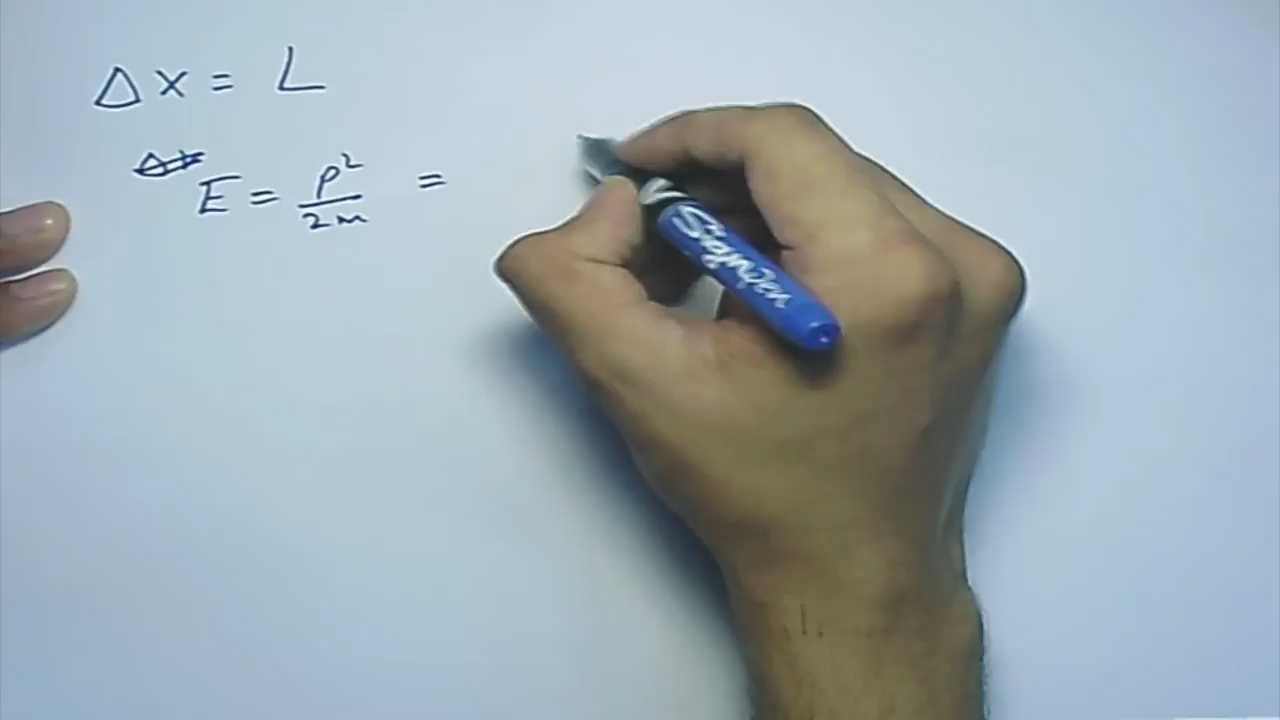 Δx = L
E = p²/2m =